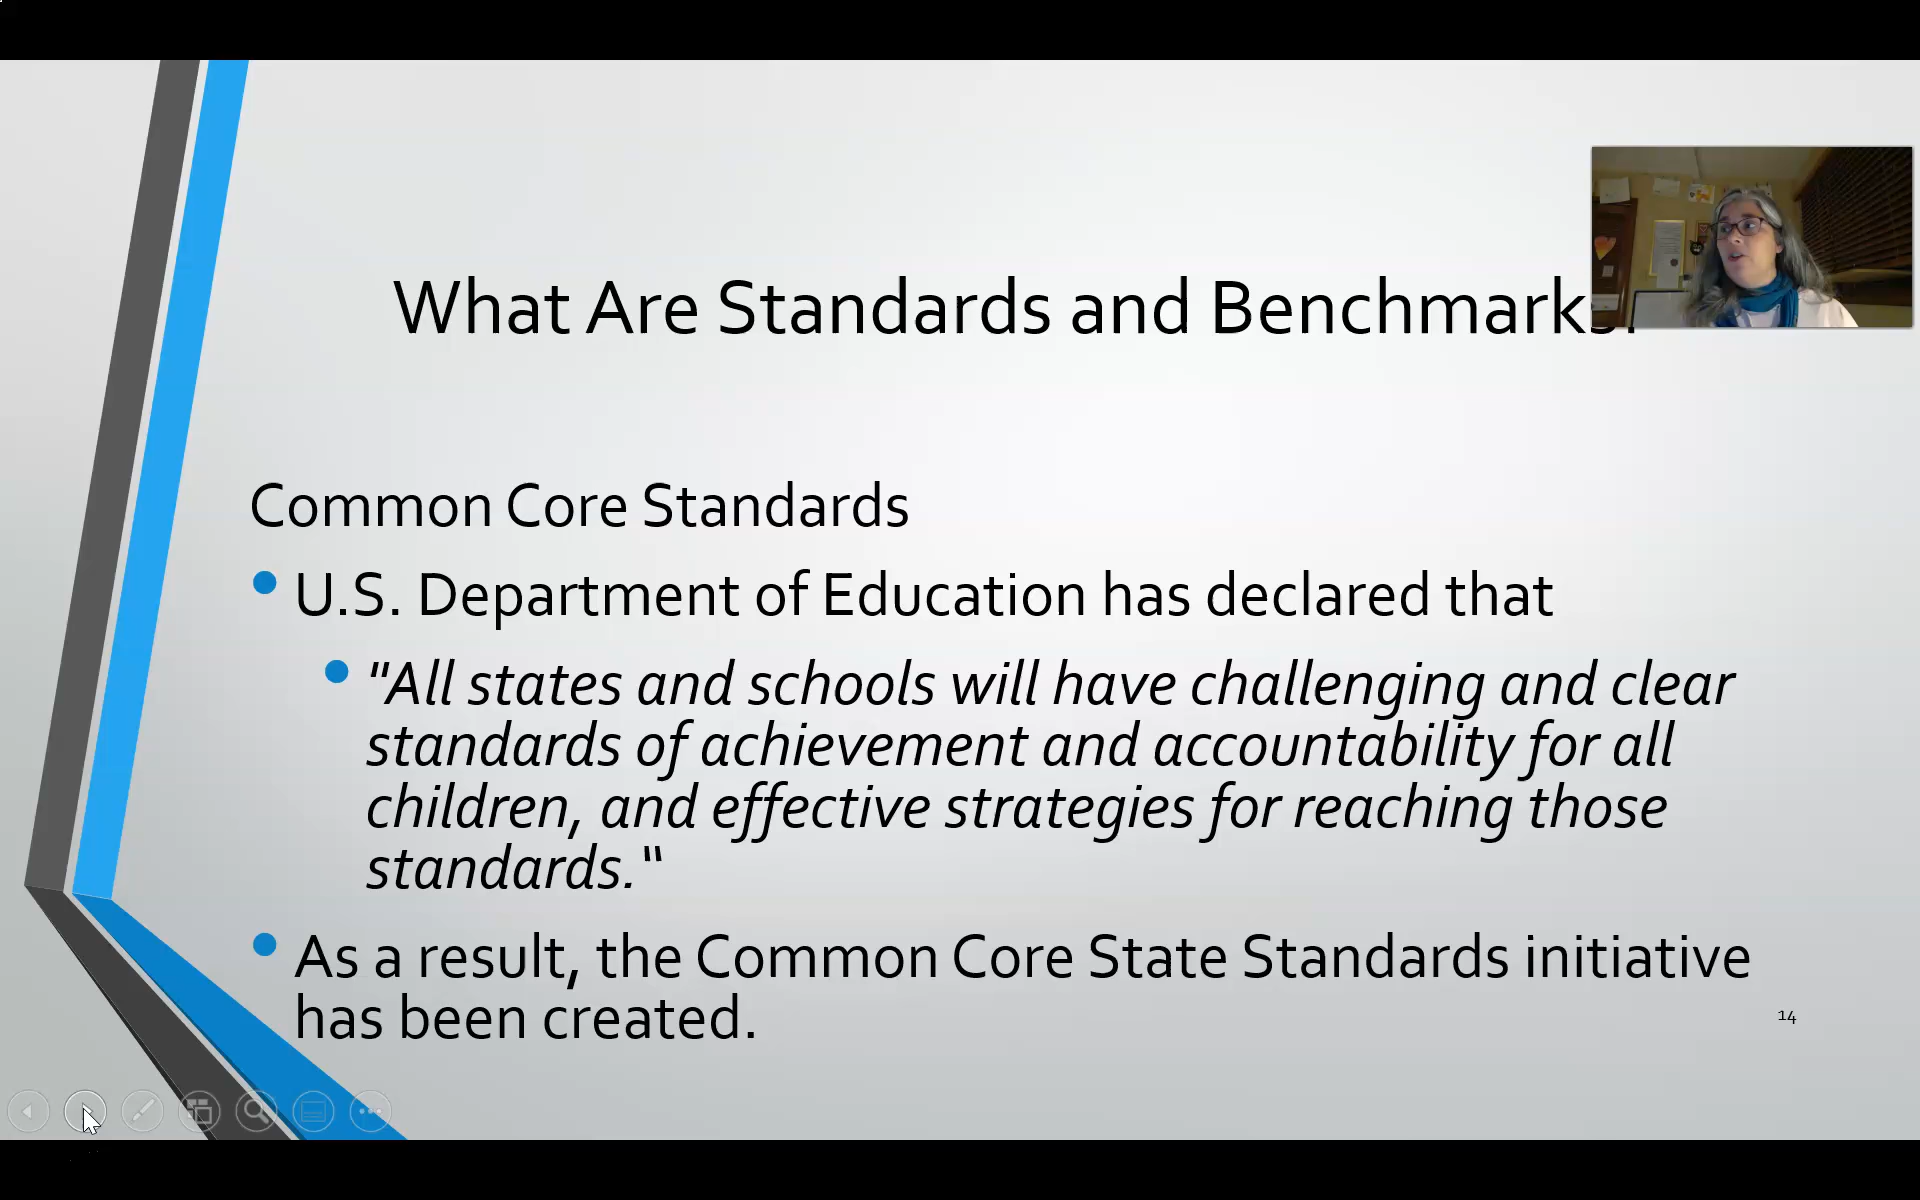 What Are Standards and Benchmarks
Common Core Standards
U.S. Department of Education has declared that
"All states and schools will have challenging and clear
standards of achievement and accountability for all
children, and effective strategies for reaching those
standards."
As a result, the Common Core State Standards initiative
has been created.
14